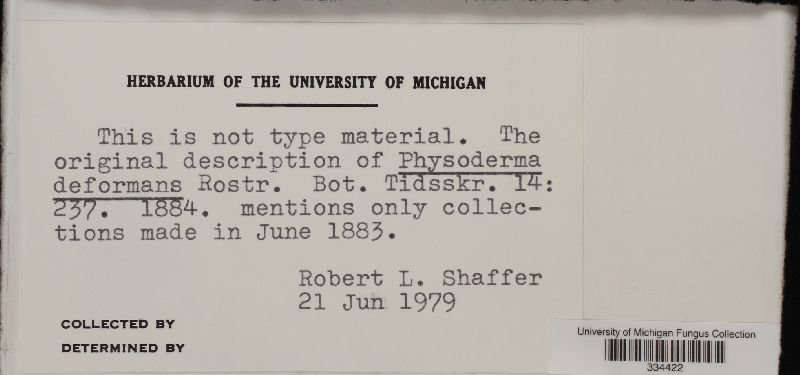 HERBARIUM OF THE UNIVERSITY OF MICHIGAN
This is not type material. The
original description of Physoderma
deformans Rostr. Bot. Tidsskr. 14:
237. 1884. mentions only collec-
tions made in June 1883.
Robert L. Shaffer
21 Jun 1979
COLLECTED BY
DETERMINED BY
University of Michigan Fungus Collection
334422